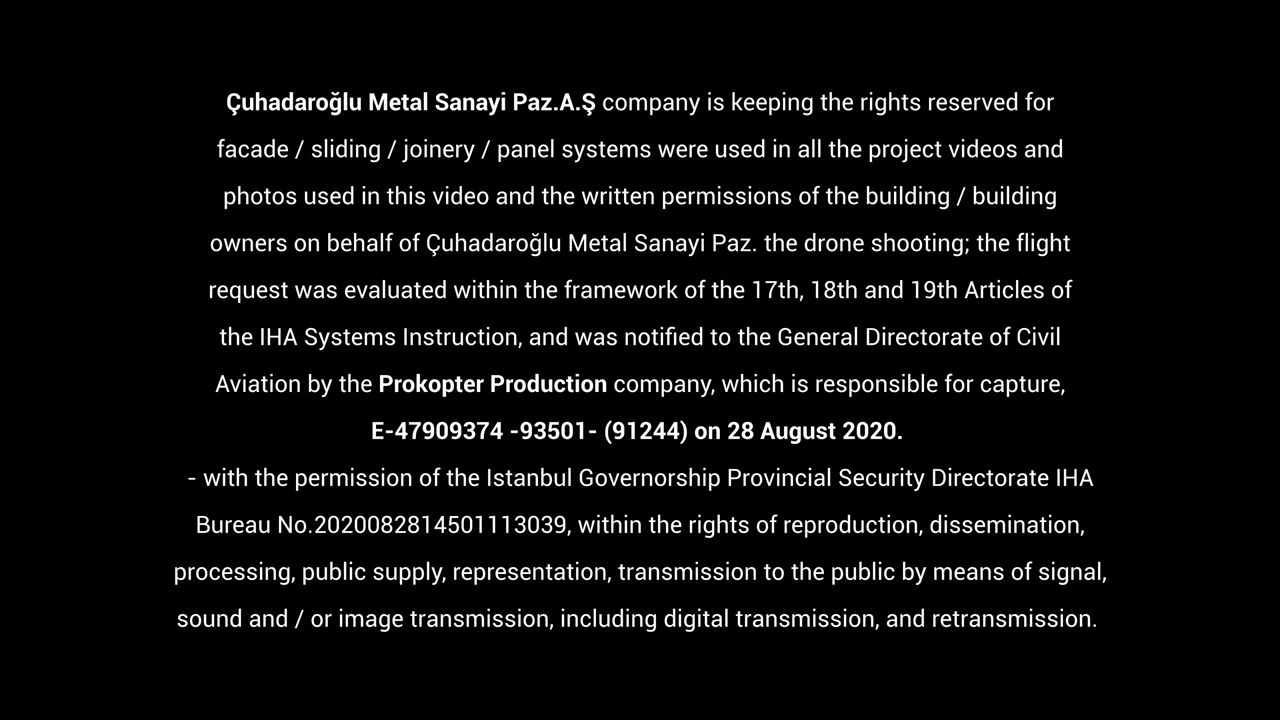 Çuhadaroğlu Metal Sanayi Paz.A.Ş company is keeping the rights reserved for
facade / sliding / joinery / panel systems were used in all the project videos and
photos used in this video and the written permissions of the building / building
owners on behalf of Çuhadaroğlu Metal Sanayi Paz. the drone shooting; the flight
request was evaluated within the framework of the 17th, 18th and 19th Articles of
the IHA Systems Instruction, and was notified to the General Directorate of Civil
Aviation by the Prokopter Production company, which is responsible for capture,
E-47909374 -93501- (91244) on 28 August 2020.
- with the permission of the Istanbul Governorship Provincial Security Directorate IHA
Bureau No.2020082814501113039, within the rights of reproduction, dissemination,
processing, public supply, representation, transmission to the public by means of signal,
sound and / or image transmission, including digital transmission, and retransmission.